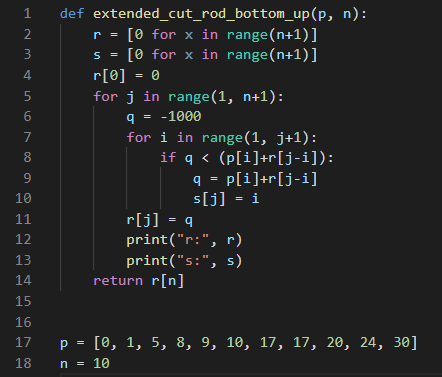 1 def extended_cut_rod_bottom_up(p, n):
2     r = [0 for x in range(n+1)]
3     s = [0 for x in range(n+1)]
4     r[0] = 0
5     for j in range(1, n+1):
6         q = -1000
7         for i in range(1, j+1):
8             if q < (p[i]+r[j-i]):
9                 q = p[i]+r[j-i]
10                 s[j] = i
11         r[j] = q
12         print("r:", r)
13         print("s:", s)
14     return r[n]
15
16
17 p = [0, 1, 5, 8, 9, 10, 17, 17, 20, 24, 30]
18 n = 10